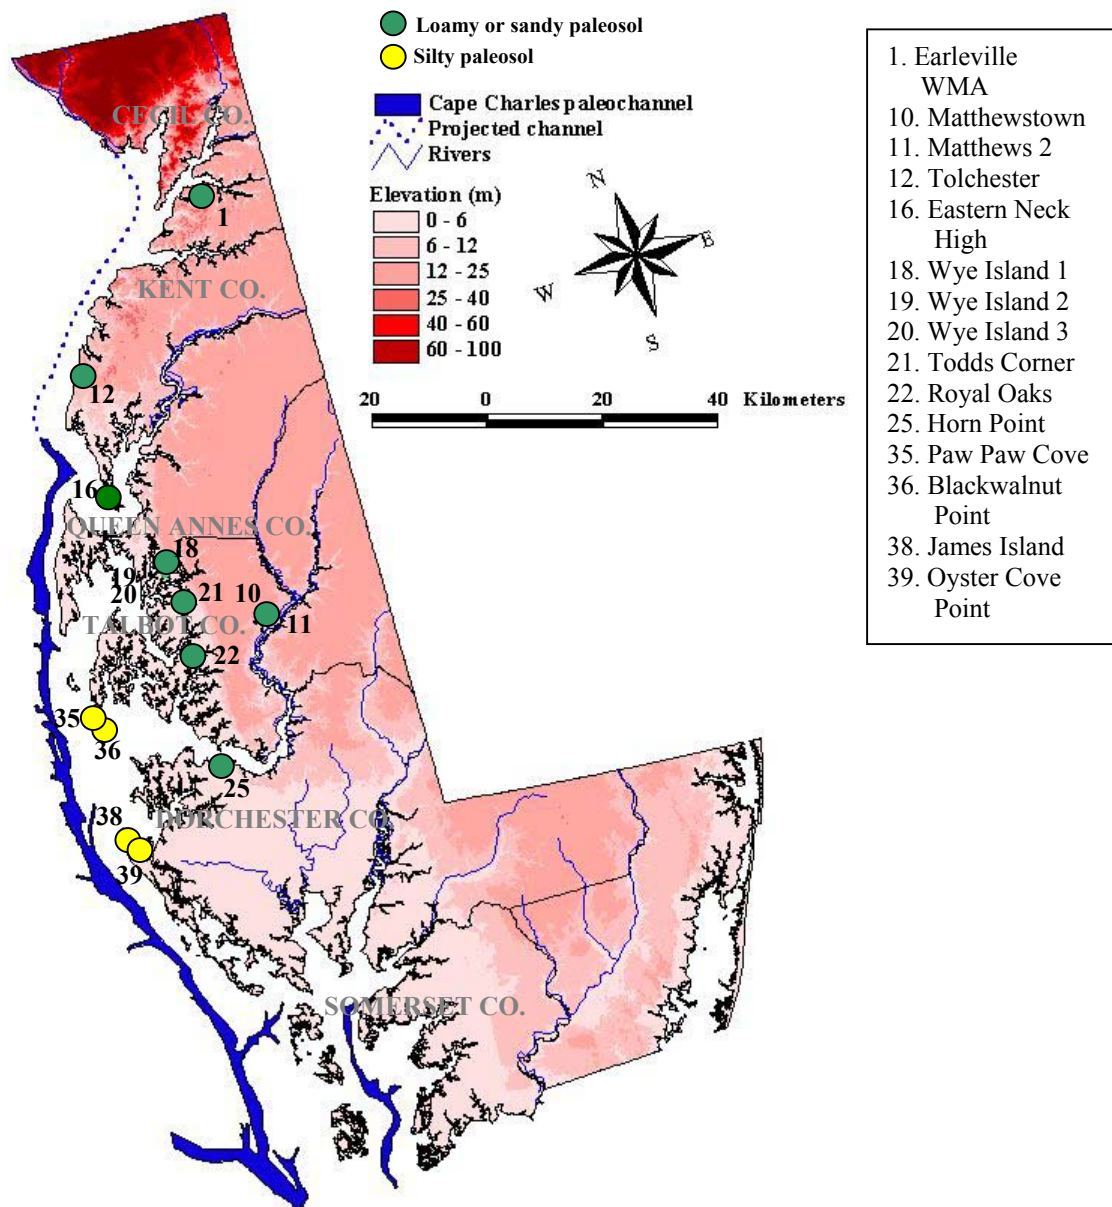 Loamy or sandy paleosol
Silty paleosol
Cape Charles paleochannel
Projected channel
Rivers
Elevation (m)
0 - 6
6 - 12
12 - 25
25 - 40
40 - 60
60 - 100
N
E
W
S
20 0 20 40 Kilometers
CECIL CO.
1
KENT CO.
12
16
QUEEN ANNES CO.
18
19
20
21
10
11
TALBOT CO.
22
35
36
25
38
DORCHESTER CO.
39
SOMERSET CO.
1. Earleville
WMA
10. Matthewstown
11. Matthews 2
12. Tolchester
16. Eastern Neck
High
18. Wye Island 1
19. Wye Island 2
20. Wye Island 3
21. Todds Corner
22. Royal Oaks
25. Horn Point
35. Paw Paw Cove
36. Blackwalnut
Point
38. James Island
39. Oyster Cove
Point